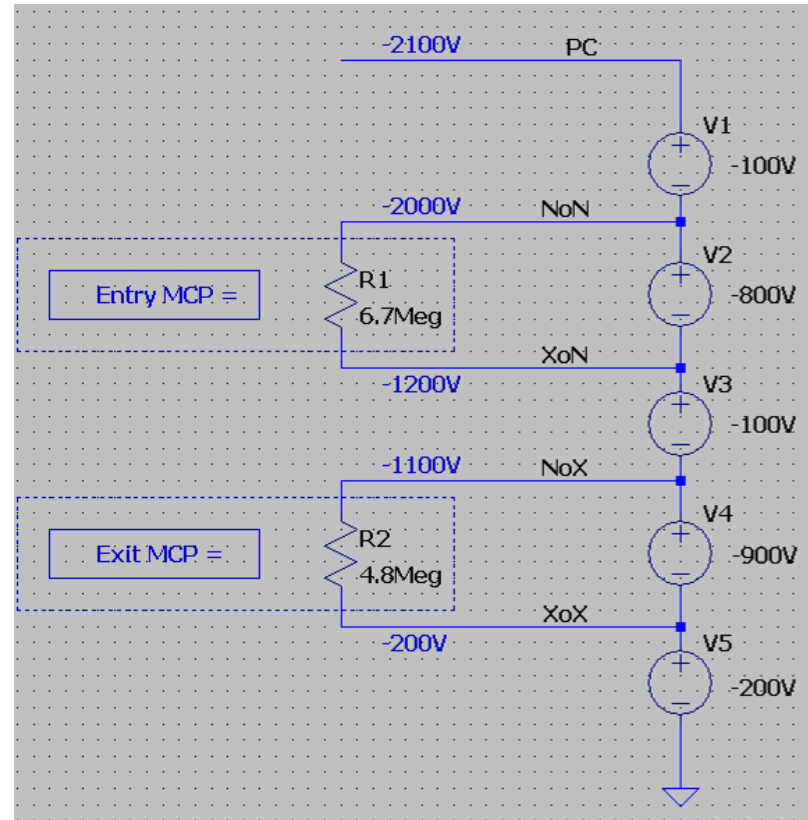 -2100V PC
V1
+
-100V
-
-2000V NoN
V2
R1
+
Entry MCP =
-800V
6.7Meg
-
XoN
-1200V
V3
+
-100V
-
-1100V NoX
V4
R2
+
Exit MCP =
-900V
4.8Meg
-
XoX
-200V
V5
+
-200V
-